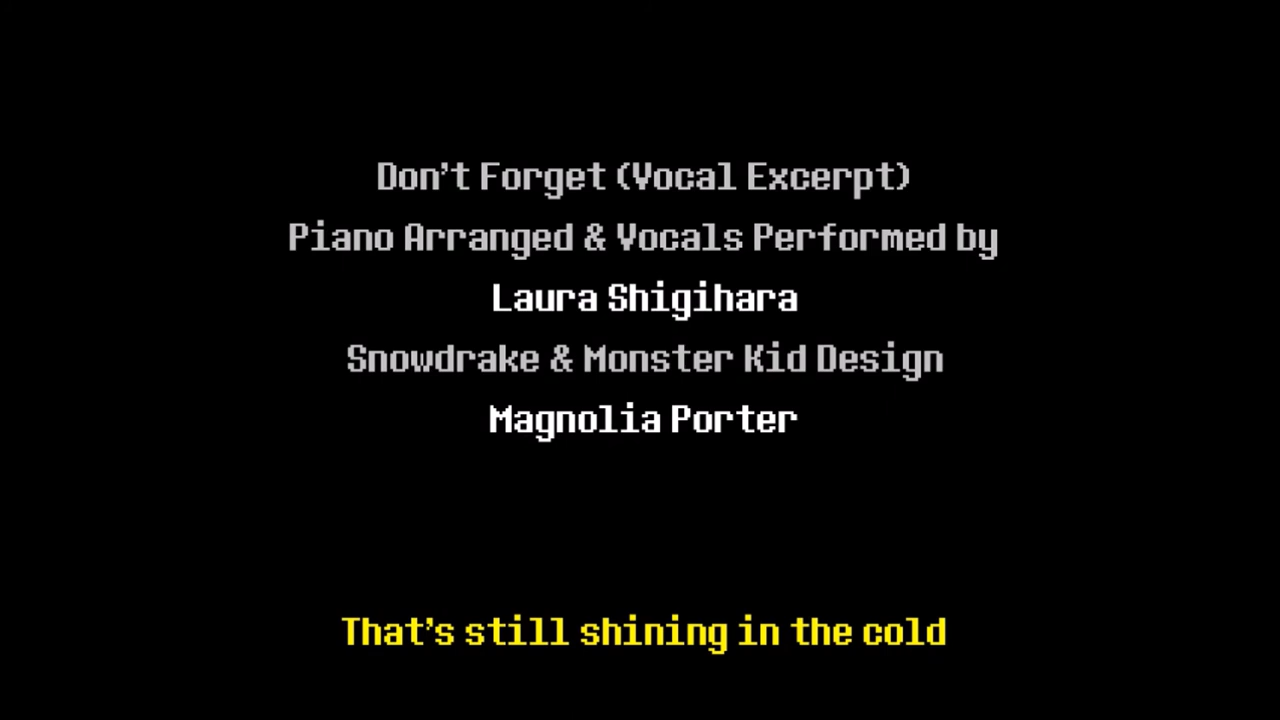 Don't Forget (Vocal Excerpt)
Piano Arranged & Vocals Performed by
Laura Shigihara
Snowdrake & Monster Kid Design
Magnolia Porter
That's still shining in the cold